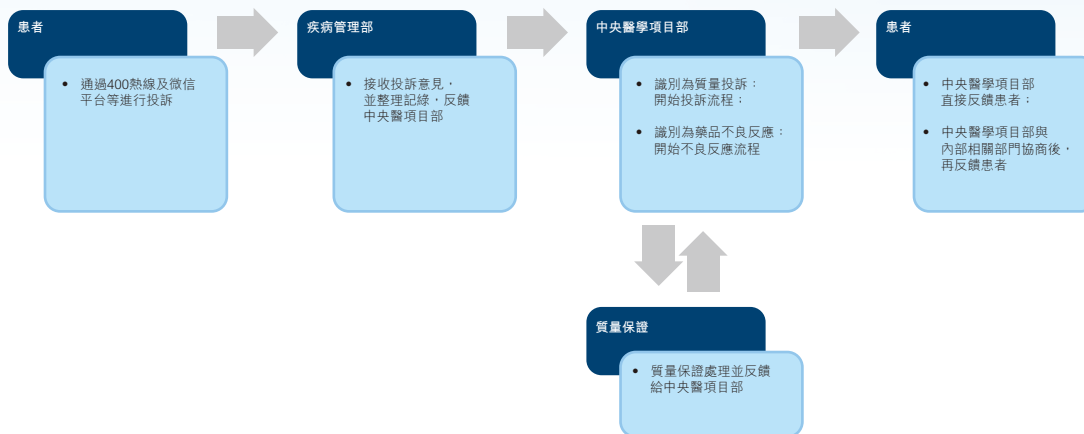 患者
• 通過400熱線及微信
平台等進行投訴
疾病管理部
• 接收投訴意見，
並整理記錄，反饋
中央醫項目部
中央醫學項目部
• 識別為質量投訴：
開始投訴流程；
• 識別為藥品不良反應：
開始不良反應流程
患者
• 中央醫學項目部
直接反饋患者；
• 中央醫學項目部與
內部相關部門協商後，
再反饋患者
質量保證
• 質量保證處理並反饋
給中央醫項目部